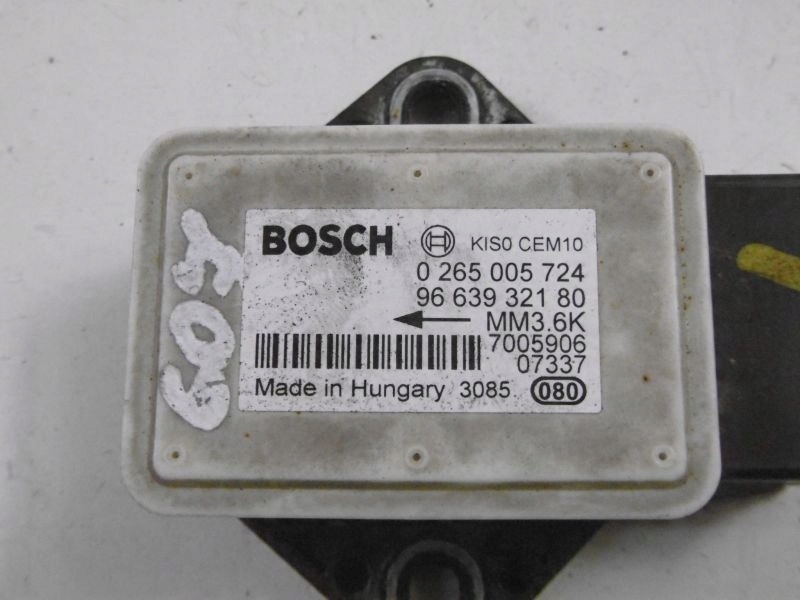 BOSCH KIS0 CEM10
0 265 005 724
96 639 321 80
MM3.6K
7005906
07337
Made in Hungary 3085 080